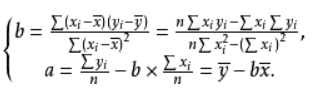 b = ∑(xᵢ−x̅)(yᵢ−y̅) / ∑(xᵢ−x̅)² = n∑xᵢyᵢ−∑xᵢ∑yᵢ / n∑xᵢ²−(∑xᵢ)²,
a = ∑yᵢ / n − b × ∑xᵢ / n = y̅ − bx̅.